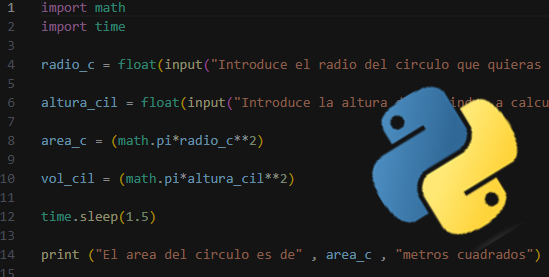 1 import math
2 import time
3
4 radio_c = float(input("Introduce el radio del circulo que quieras
5
6 altura_cil = float(input("Introduce la altura a calcu
7
8 area_c = (math.pi*radio_c**2)
9
10 vol_cil = (math.pi*altura_cil**2)
11
12 time.sleep(1.5)
13
14 print ("El area del circulo es de" , area_c , "metros cuadrados")
15